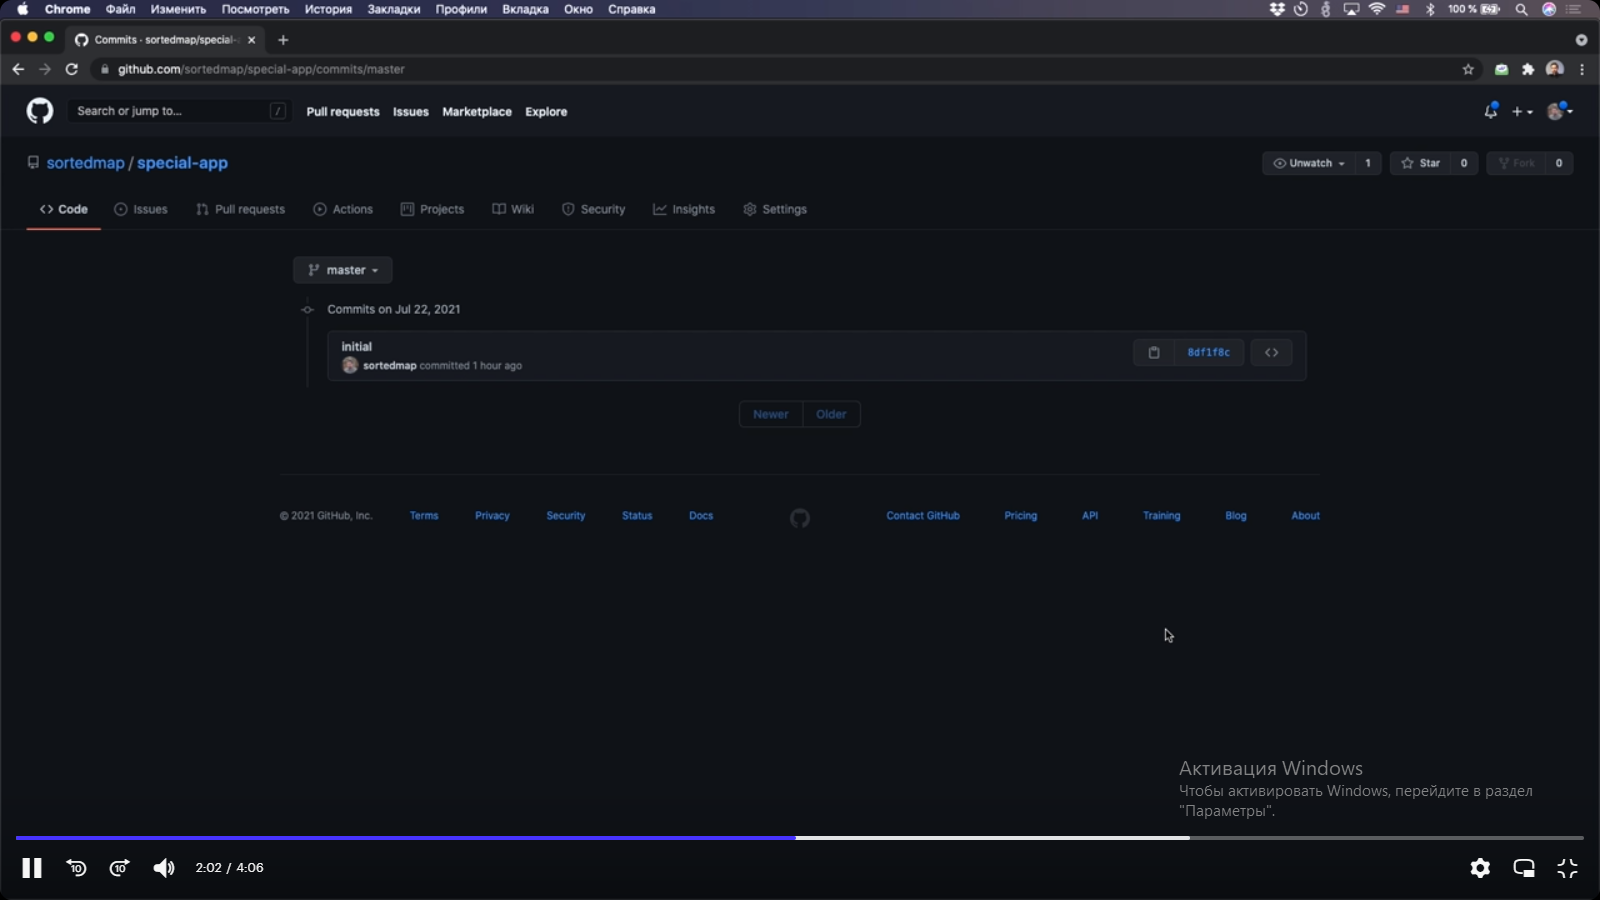 Chrome Файл Изменить Посмотреть История Закладки Профили Вкладка Окно Справка 100 %
Commits · sortedmap/special-
github.com/sortedmap/special-app/commits/master
Search or jump to... / Pull requests Issues Marketplace Explore
sortedmap / special-app Unwatch 1 Star 0 Fork 0
Code Issues Pull requests Actions Projects Wiki Security Insights Settings
master
Commits on Jul 22, 2021
initial
sortedmap committed 1 hour ago
8df1f8c
Newer Older
© 2021 GitHub, Inc. Terms Privacy Security Status Docs Contact GitHub Pricing API Training Blog About
Активация Windows
Чтобы активировать Windows, перейдите в раздел
"Параметры".
10 10 2:02 / 4:06